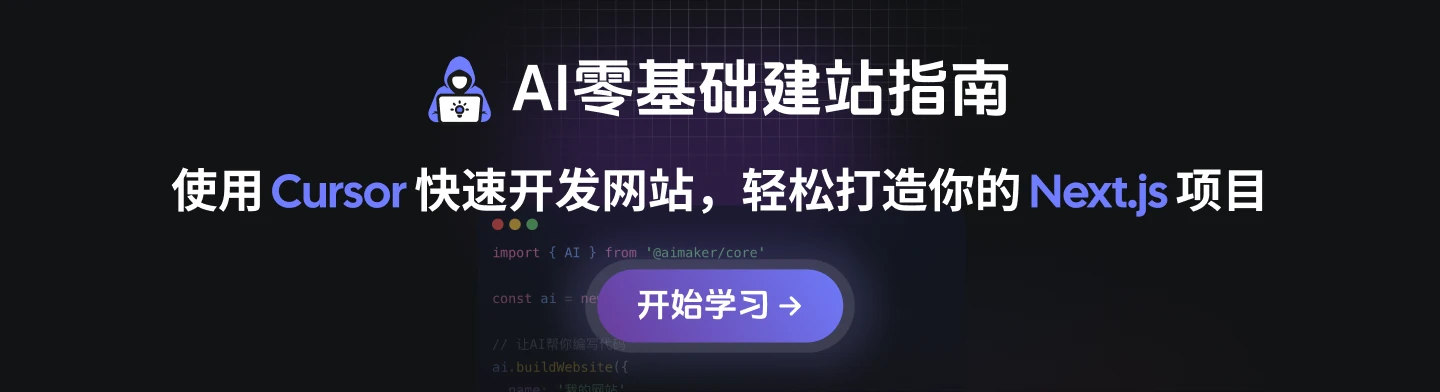 AI零基础建站指南
使用 Cursor 快速开发网站，轻松打造你的 Next.js 项目
import { AI } from '@aimaker/core'
const ai = ne
开始学习 →
// 让AI帮你编写代码
ai.buildWebsite({
name: '我的网站'